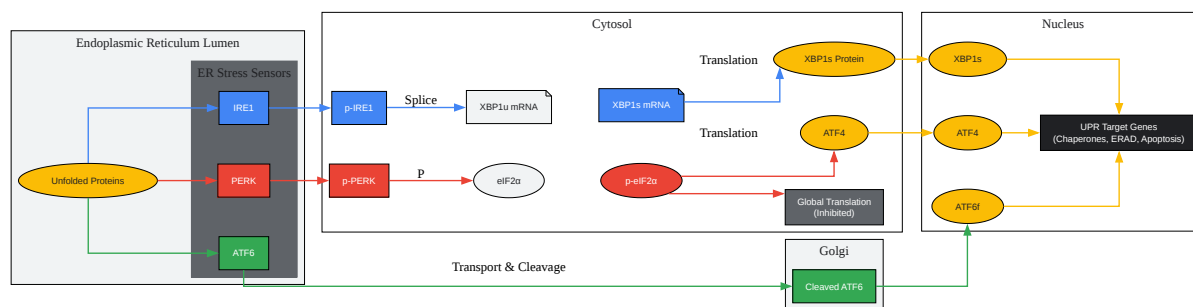 Endoplasmic Reticulum Lumen
ER Stress Sensors
Unfolded Proteins
IRE1
PERK
ATF6
Cytosol
p-IRE1
Splice
XBP1u mRNA
XBP1s mRNA
Translation
XBP1s Protein
p-PERK
P
eIF2α
p-eIF2α
Translation
ATF4
Global Translation
(Inhibited)
Transport & Cleavage
Golgi
Cleaved ATF6
Nucleus
XBP1s
ATF4
ATF6f
UPR Target Genes
(Chaperones, ERAD, Apoptosis)